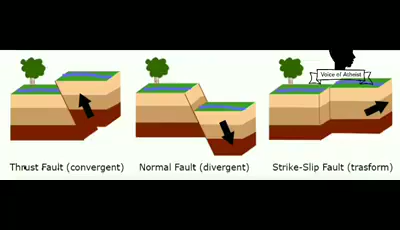 Voice of Atheist
Thrust Fault (convergent)
Normal Fault (divergent)
Strike-Slip Fault (trasform)